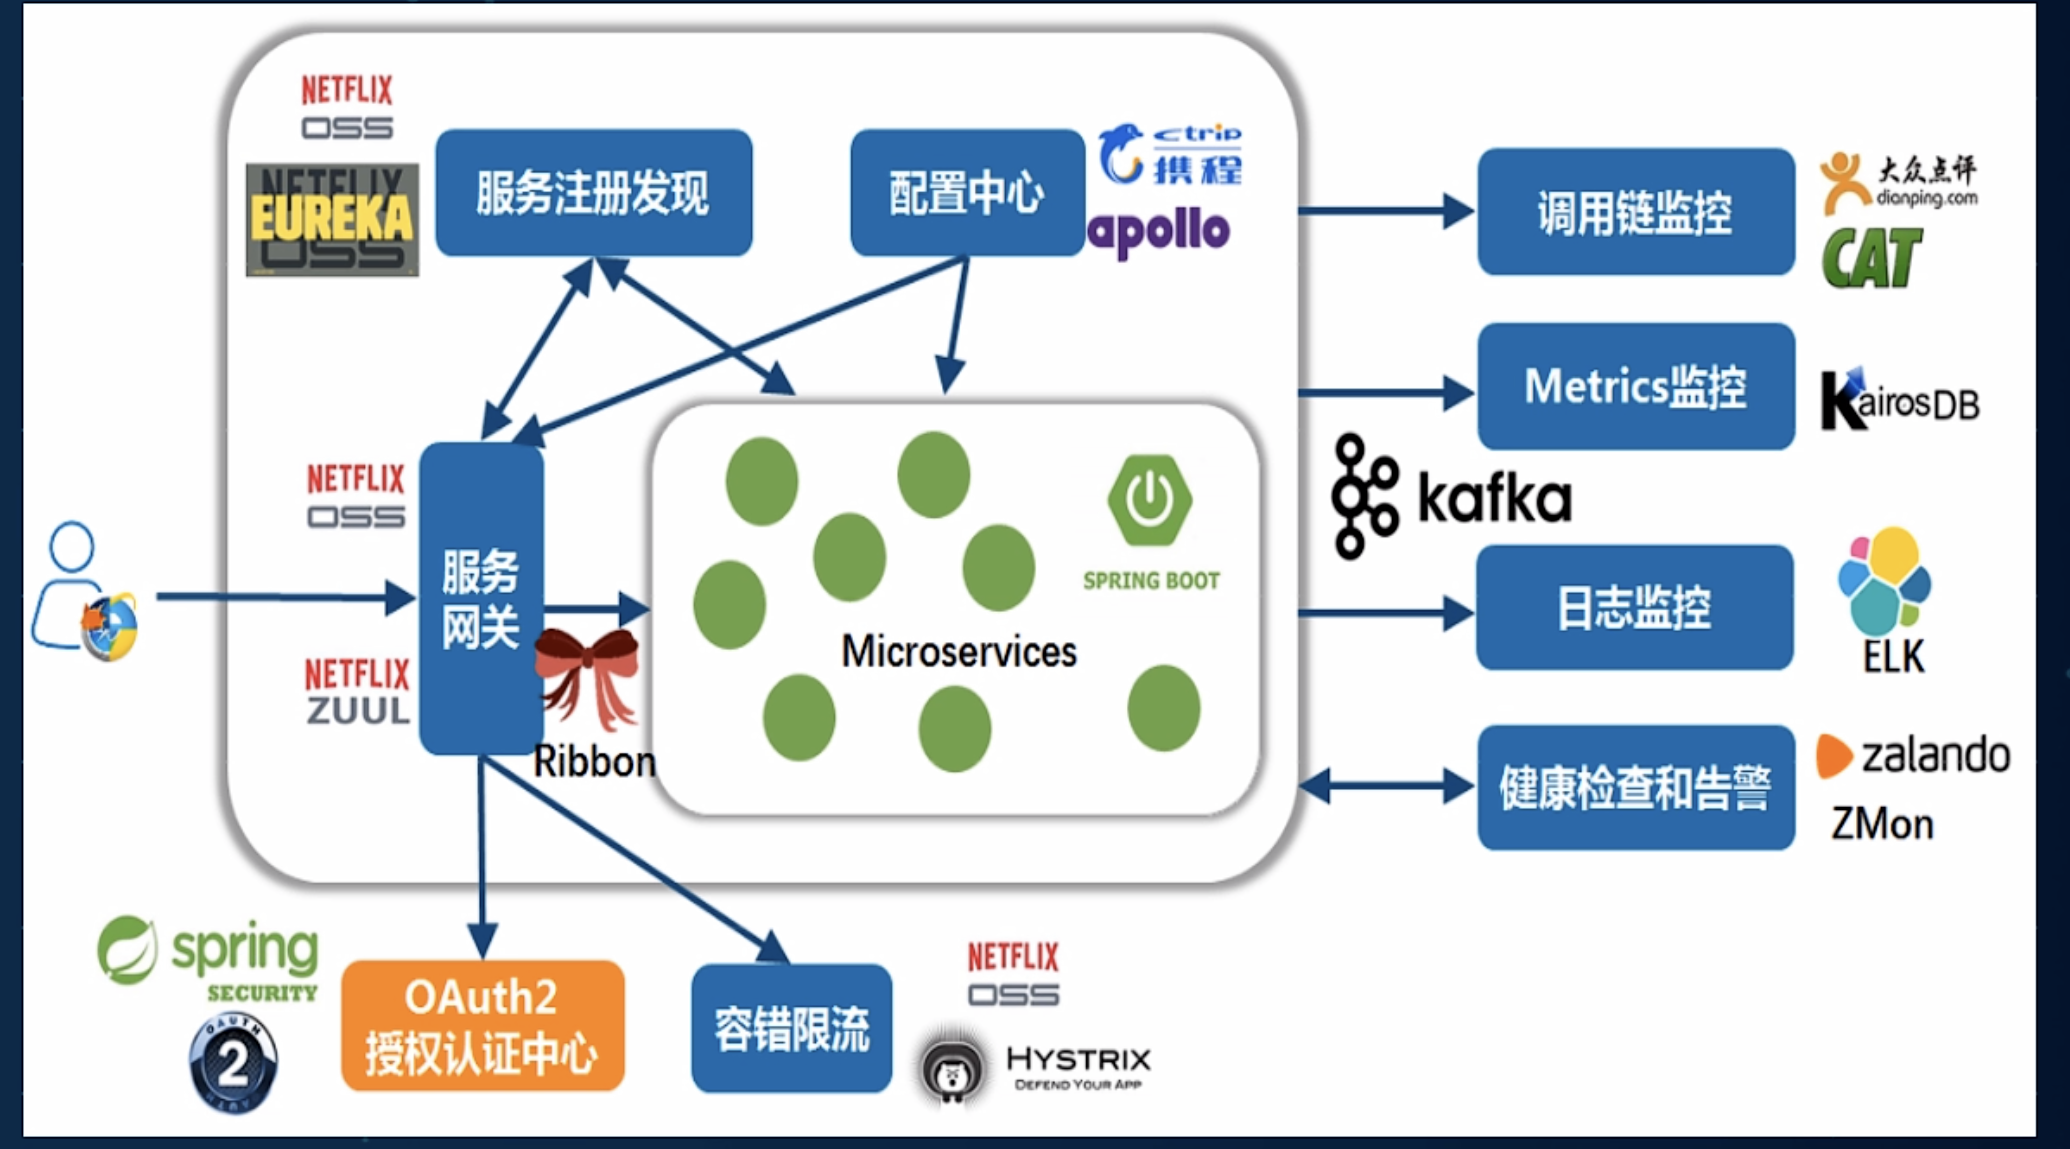 NETFLIX
OSS
NETFLIX
EUREKA
OSS
服务注册发现
配置中心
ctrip
携程
apollo
调用链监控
大众点评
dianping.com
CAT
Metrics监控
KairosDB
kafka
NETFLIX
OSS
服务
网关
NETFLIX
ZUUL
Ribbon
SPRING BOOT
Microservices
日志监控
ELK
健康检查和告警
zalando
ZMon
spring
SECURITY
OAUTH
2
OAuth2
授权认证中心
容错限流
NETFLIX
OSS
HYSTRIX
DEFEND YOUR APP